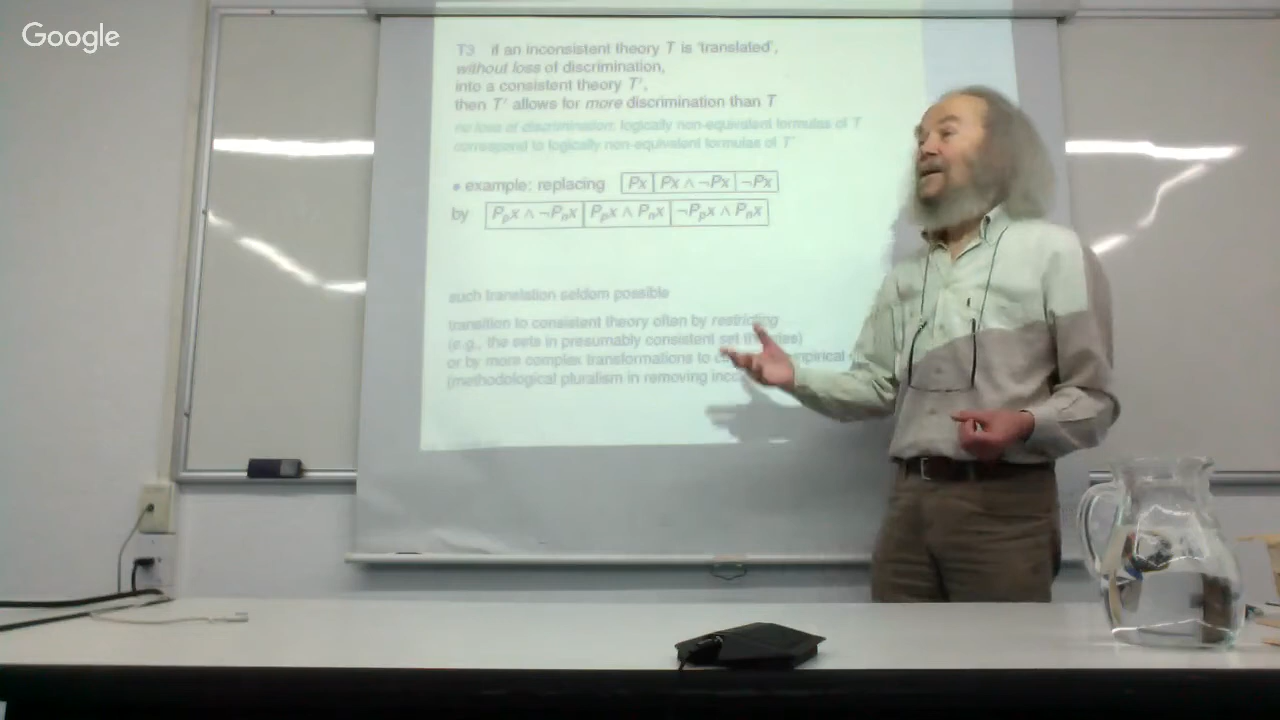 Google
T3 if an inconsistent theory T is ‘translated’,
without loss of discrimination,
into a consistent theory T′,
then T′ allows for more discrimination than T
no loss of discrimination: logically non-equivalent formulas of T
correspond to logically non-equivalent formulas of T′
• example: replacing Px Px ∧ ¬Px ¬Px
by Pₚx ∧ ¬Pₙx Pₚx ∧ Pₙx ¬Pₚx ∧ Pₙx
such translation seldom possible
transition to consistent theory often by restricting
(e.g., the sets in presumably consistent set theories)
or by more complex transformations to
(methodological pluralism in removing